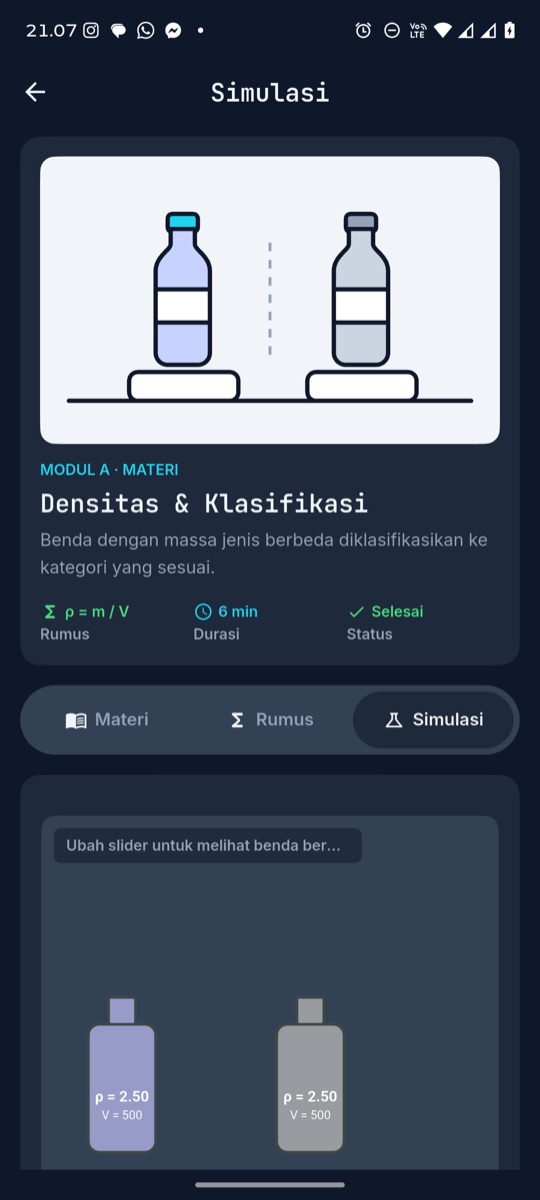 21.07
Vo LTE
Simulasi
MODUL A · MATERI
Densitas & Klasifikasi
Benda dengan massa jenis berbeda diklasifikasikan ke
kategori yang sesuai.
Σ ρ = m / V
6 min
Selesai
Rumus
Durasi
Status
Materi
Σ Rumus
Simulasi
Ubah slider untuk melihat benda ber...
ρ = 2.50
V = 500
ρ = 2.50
V = 500